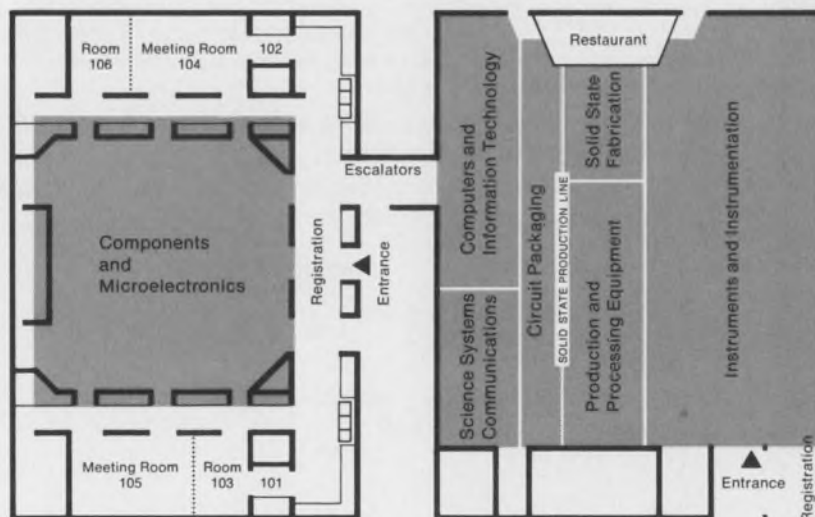 Room
106
Meeting Room
104
102
Restaurant
Escalators
Components
and
Microelectronics
Registration
Entrance
Computers and
Information Technology
Science Systems
Communications
Circuit Packaging
SOLID STATE PRODUCTION LINE
Solid State
Fabrication
Production and
Processing Equipment
Instruments and Instrumentation
Meeting Room
105
Room
103
101
Entrance
Registration